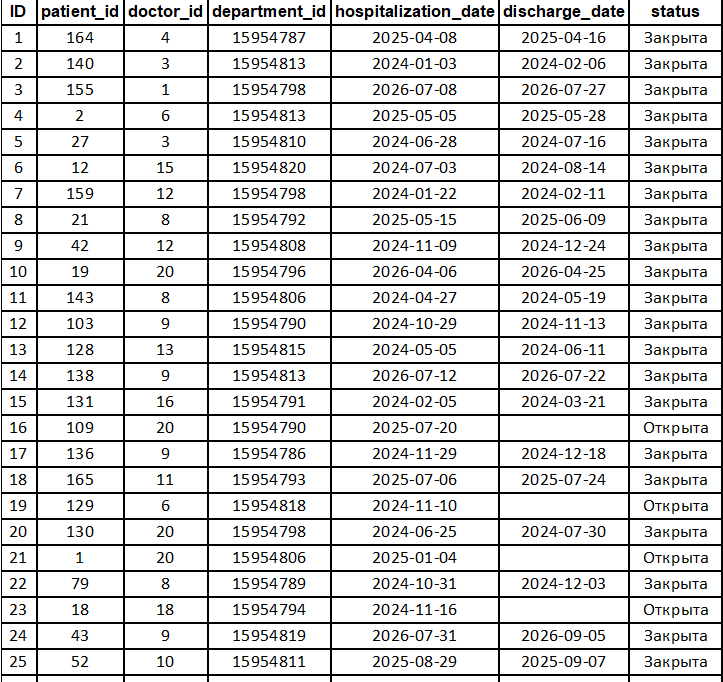 ID patient_id doctor_id department_id hospitalization_date discharge_date status
1 164 4 15954787 2025-04-08 2025-04-16 Закрыта
2 140 3 15954813 2024-01-03 2024-02-06 Закрыта
3 155 1 15954798 2026-07-08 2026-07-27 Закрыта
4 2 6 15954813 2025-05-05 2025-05-28 Закрыта
5 27 3 15954810 2024-06-28 2024-07-16 Закрыта
6 12 15 15954820 2024-07-03 2024-08-14 Закрыта
7 159 12 15954798 2024-01-22 2024-02-11 Закрыта
8 21 8 15954792 2025-05-15 2025-06-09 Закрыта
9 42 12 15954808 2024-11-09 2024-12-24 Закрыта
10 19 20 15954796 2026-04-06 2026-04-25 Закрыта
11 143 8 15954806 2024-04-27 2024-05-19 Закрыта
12 103 9 15954790 2024-10-29 2024-11-13 Закрыта
13 128 13 15954815 2024-05-05 2024-06-11 Закрыта
14 138 9 15954813 2026-07-12 2026-07-22 Закрыта
15 131 16 15954791 2024-02-05 2024-03-21 Закрыта
16 109 20 15954790 2025-07-20 Открыта
17 136 9 15954786 2024-11-29 2024-12-18 Закрыта
18 165 11 15954793 2025-07-06 2025-07-24 Закрыта
19 129 6 15954818 2024-11-10 Открыта
20 130 20 15954798 2024-06-25 2024-07-30 Закрыта
21 1 20 15954806 2025-01-04 Открыта
22 79 8 15954789 2024-10-31 2024-12-03 Закрыта
23 18 18 15954794 2024-11-16 Открыта
24 43 9 15954819 2026-07-31 2026-09-05 Закрыта
25 52 10 15954811 2025-08-29 2025-09-07 Закрыта